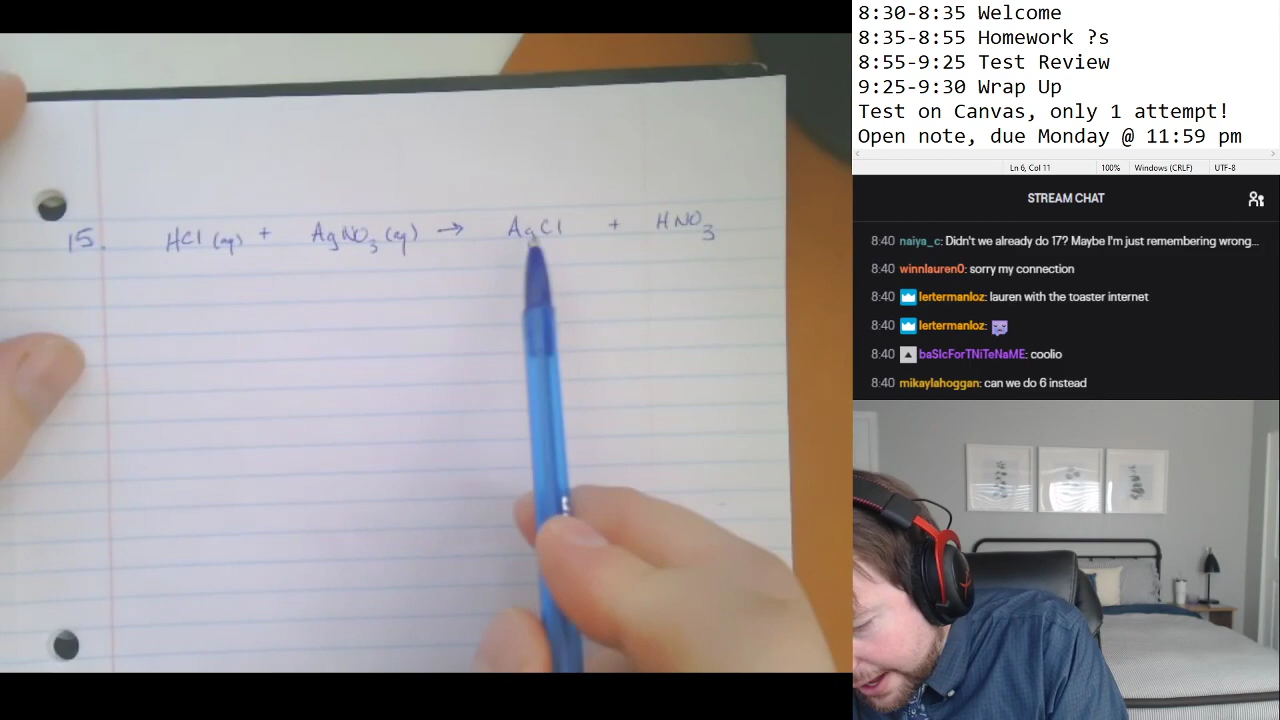 15. HCl (aq) + AgNO3 (aq) → AgCl + HNO3
8:30-8:35 Welcome
8:35-8:55 Homework ?s
8:55-9:25 Test Review
9:25-9:30 Wrap Up
Test on Canvas, only 1 attempt!
Open note, due Monday @ 11:59 pm
Ln 6, Col 11 100% Windows (CRLF) UTF-8
STREAM CHAT
8:40 naiya_c: Didn't we already do 17? Maybe I'm just remembering wrong...
8:40 winnlauren0: sorry my connection
8:40 lertermanloz: lauren with the toaster internet
8:40 lertermanloz:
8:40 baSIcForTNiTeNaME: coolio
8:40 mikaylahoggan: can we do 6 instead